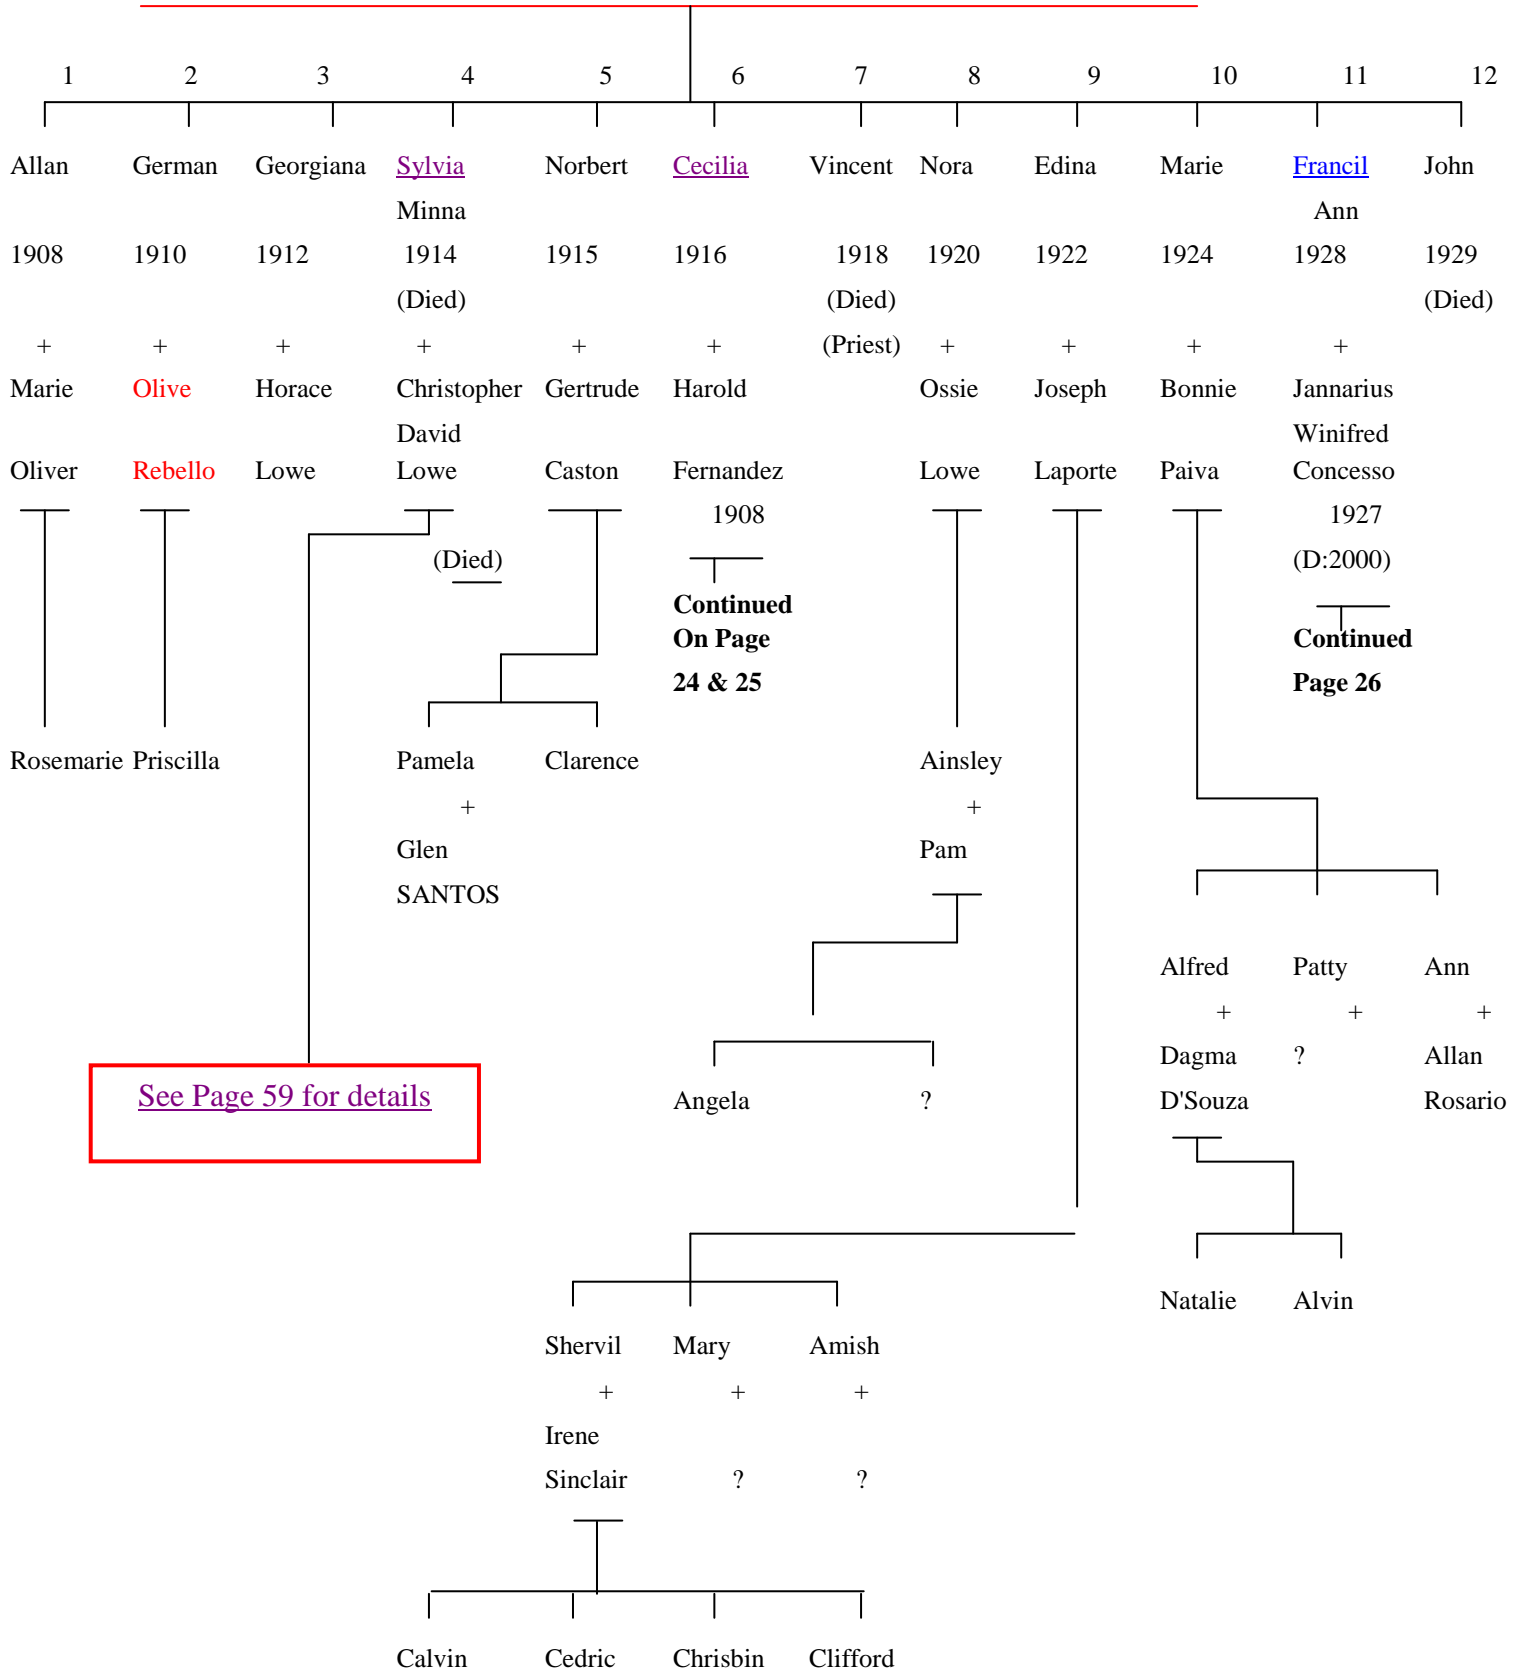 1 2 3 4 5 6 7 8 9 10 11 12
Allan German Georgiana Sylvia Norbert Cecilia Vincent Nora Edina Marie Francil John
Minna Ann
1908 1910 1912 1914 1915 1916 1918 1920 1922 1924 1928 1929
(Died) (Died) (Died)
+ + + + + + (Priest) + + + +
Marie Olive Horace Christopher Gertrude Harold Ossie Joseph Bonnie Jannarius
David Winifred
Oliver Rebello Lowe Lowe Caston Fernandez Lowe Laporte Paiva Concesso
1908 1927
(Died) (D:2000)
Continued
On Page Continued
24 & 25 Page 26
Rosemarie Priscilla Pamela Clarence Ainsley
+ +
Glen Pam
SANTOS
Alfred Patty Ann
+ + +
Dagma ? Allan
See Page 59 for details Angela ? D'Souza Rosario
Natalie Alvin
Shervil Mary Amish
+ + +
Irene
Sinclair ? ?
Calvin Cedric Chrisbin Clifford